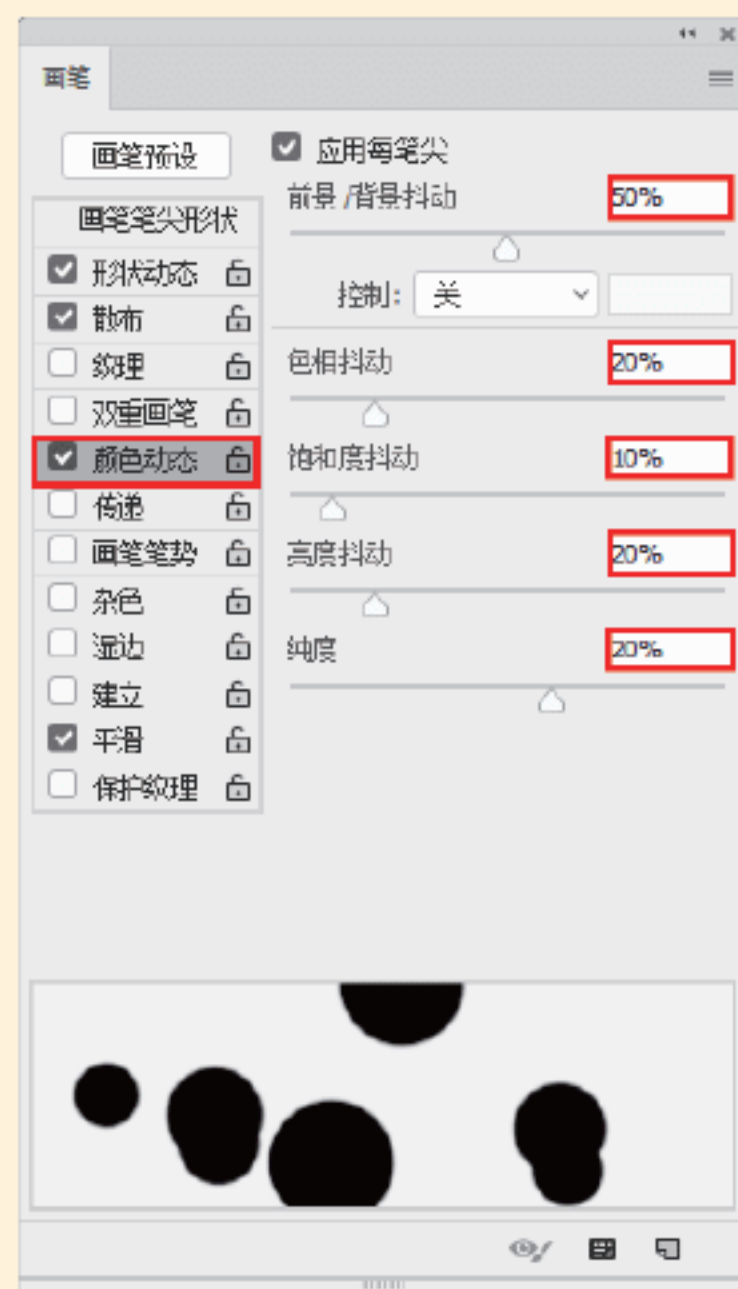 画笔
画笔预设
画笔笔尖形状
形状动态
散布
纹理
双重画笔
颜色动态
传递
画笔笔势
杂色
湿边
建立
平滑
保护纹理
应用每笔尖
前景/背景抖动 50%
控制: 关
色相抖动 20%
饱和度抖动 10%
亮度抖动 20%
纯度 20%